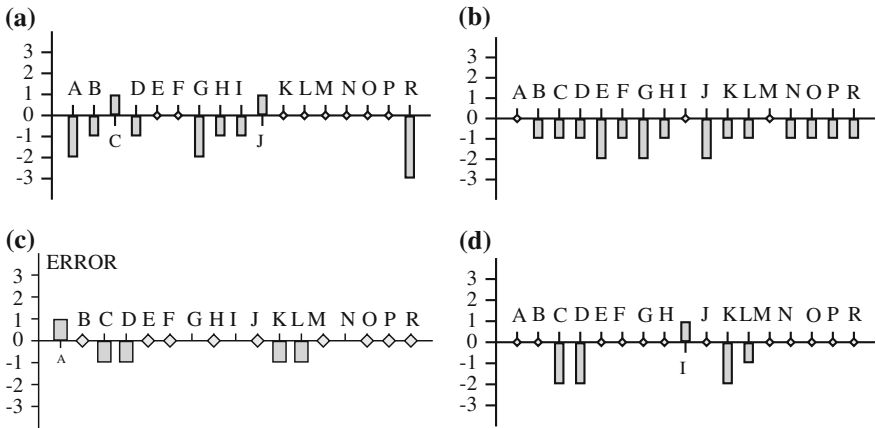 (a)
3
2
1
0
-1
-2
-3
A B D E F G H I K L M N O P R
C J
(b)
3
2
1
0
-1
-2
-3
A B C D E F G H I J K L M N O P R
(c)
ERROR
3
2
1
0
-1
-2
-3
B C D E F G H I J K L M N O P R
A
(d)
3
2
1
0
-1
-2
-3
A B C D E F G H J K L M N O P R
I